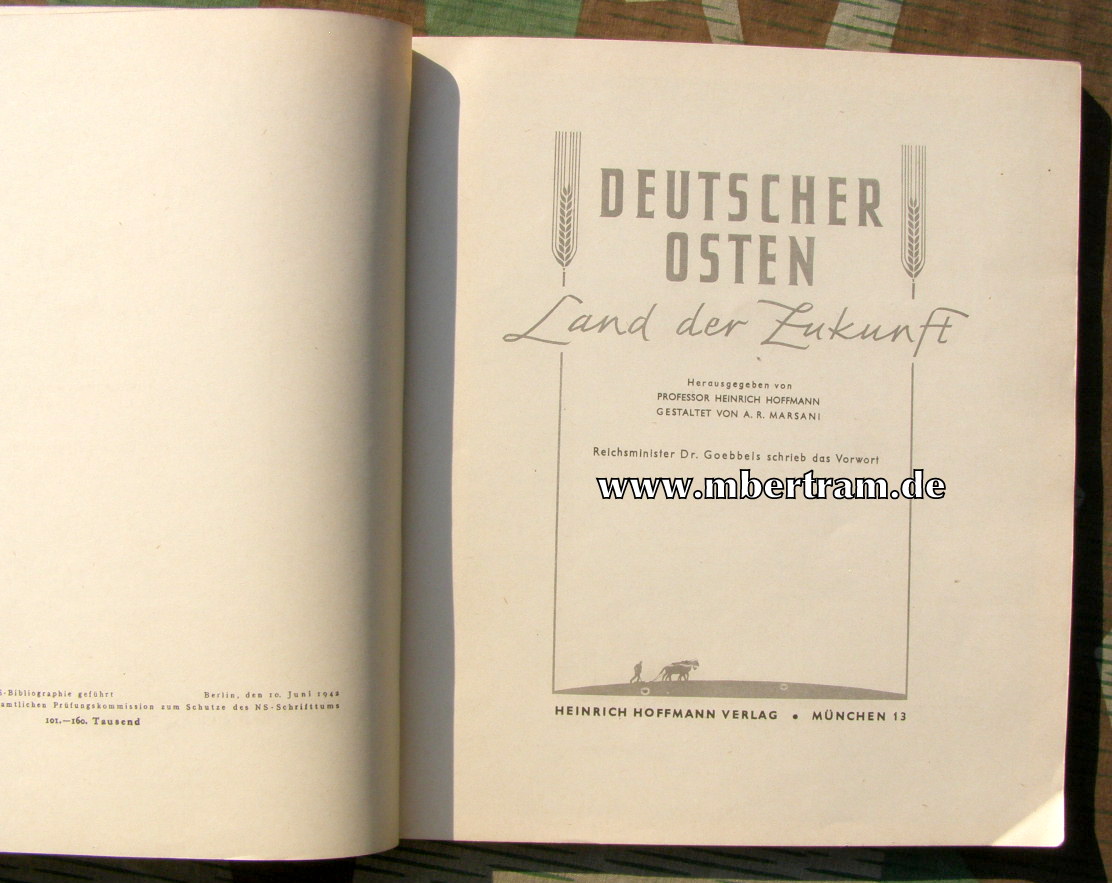 -Bibliographie geführt Berlin, den 10. Juni 1942
amtlichen Prüfungskommission zum Schutze des NS-Schrifttums
101.—160. Tausend
DEUTSCHER
OSTEN
Land der Zukunft
Herausgegeben von
PROFESSOR HEINRICH HOFFMANN
GESTALTET VON A. R. MARSANI
Reichsminister Dr. Goebbels schrieb das Vorwort
www.mbertram.de
HEINRICH HOFFMANN VERLAG • MÜNCHEN 13